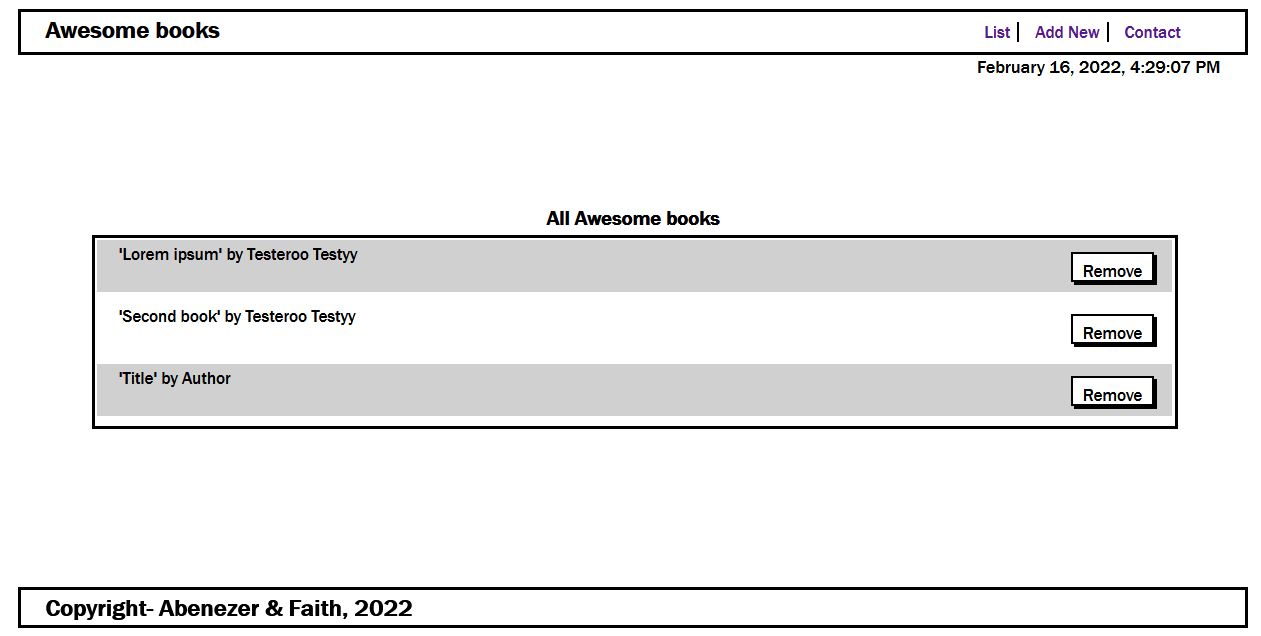 Awesome books
List
Add New
Contact
February 16, 2022, 4:29:07 PM
All Awesome books
'Lorem ipsum' by Testeroo Testyy
Remove
'Second book' by Testeroo Testyy
Remove
'Title' by Author
Remove
Copyright- Abenezer & Faith, 2022